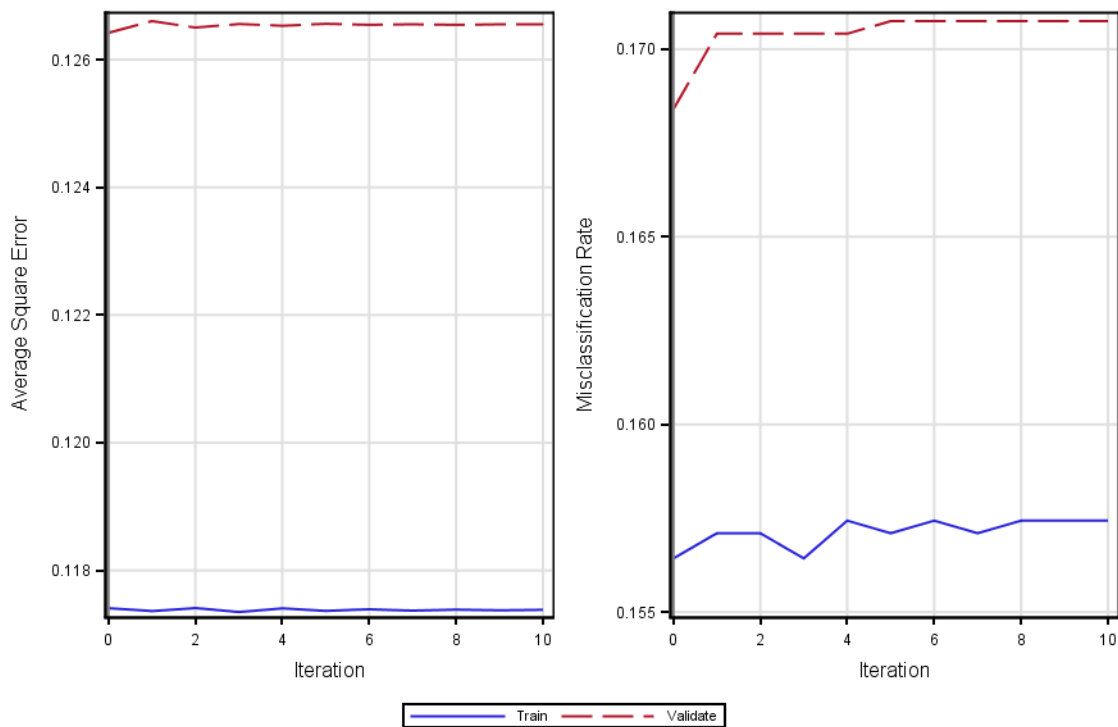 0.126
0.124
0.122
0.120
0.118
Average Square Error
0 2 4 6 8 10
Iteration
0.170
0.165
0.160
0.155
Misclassification Rate
0 2 4 6 8 10
Iteration
Train Validate